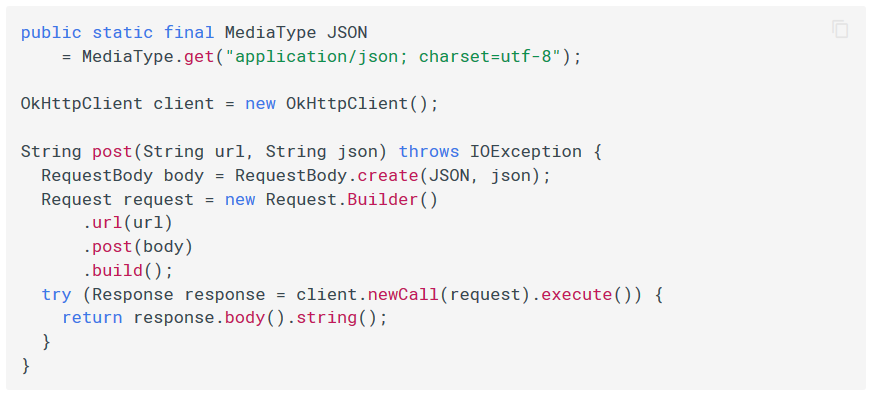 public static final MediaType JSON
    = MediaType.get("application/json; charset=utf-8");

OkHttpClient client = new OkHttpClient();

String post(String url, String json) throws IOException {
  RequestBody body = RequestBody.create(JSON, json);
  Request request = new Request.Builder()
      .url(url)
      .post(body)
      .build();
  try (Response response = client.newCall(request).execute()) {
    return response.body().string();
  }
}